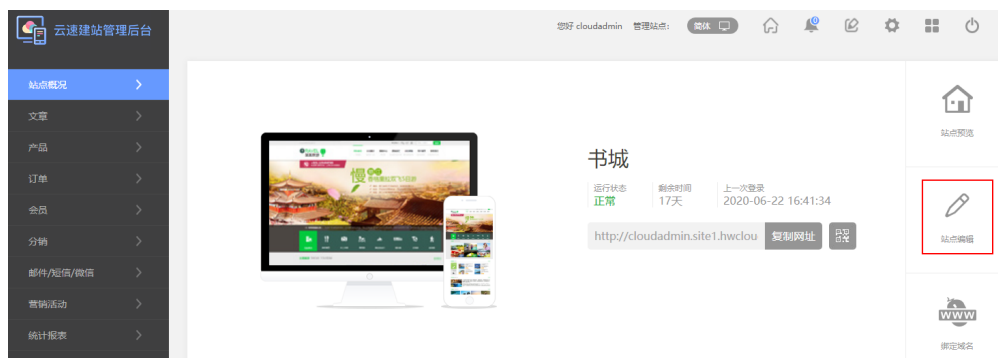 云速建站管理后台
您好 cloudadmin 管理站点: 简体
站点概况
文章
产品
订单
会员
分销
邮件/短信/微信
营销活动
统计报表
书城
运行状态 剩余时间 上一次登录
正常 17天 2020-06-22 16:41:34
http://cloudadmin.site1.hwclou 复制网址
站点预览
站点编辑
WWW
绑定域名